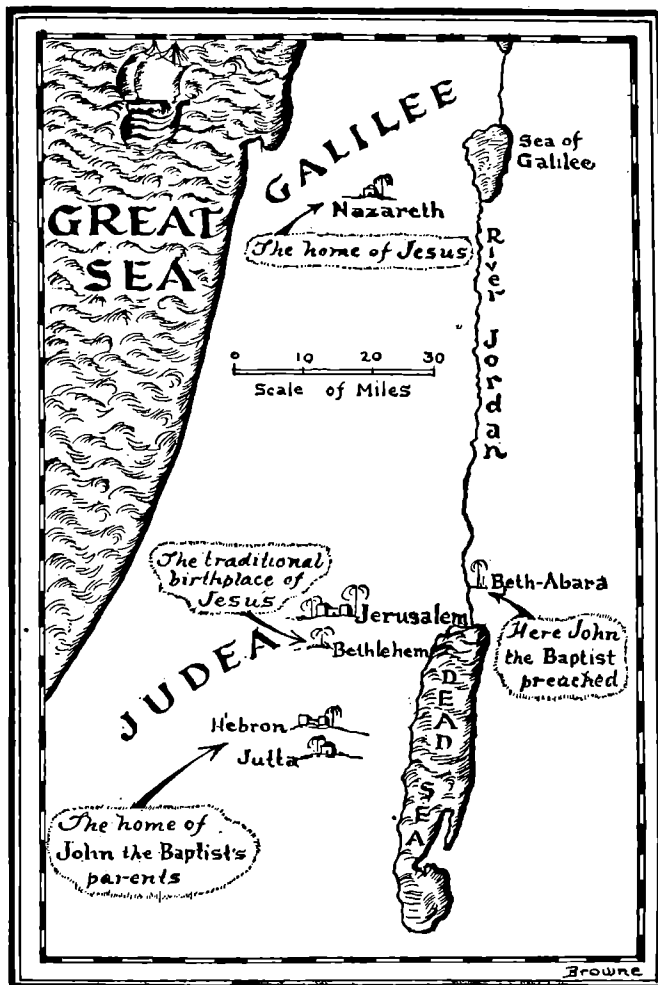 GALILEE
Sea of
Galilee
GREAT
SEA
Nazareth
The home of Jesus
River Jordan
0 10 20 30
Scale of Miles
The traditional
birthplace of
Jesus
Beth-Abara
Jerusalem
Here John
the Baptist
preached
JUDEA
Bethlehem
DEAD SEA
Hebron
Jutta
The home of
John the Baptist's
parents
Browne